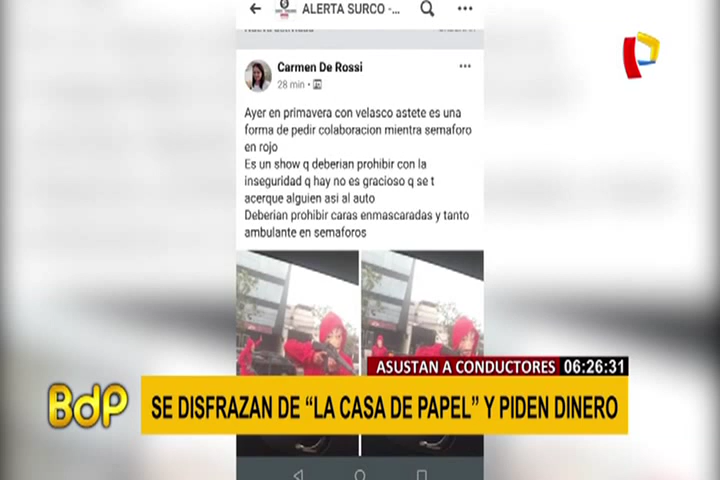 ALERTA SURCO -...
Carmen De Rossi
28 min
Ayer en primavera con velasco astete es una
forma de pedir colaboracion mientra semaforo
en rojo
Es un show q deberian prohibir con la
inseguridad q hay no es gracioso q se t
acerque alguien asi al auto
Deberian prohibir caras enmascaradas y tanto
ambulante en semaforos
ASUSTAN A CONDUCTORES 06:26:31
BdP
SE DISFRAZAN DE “LA CASA DE PAPEL” Y PIDEN DINERO